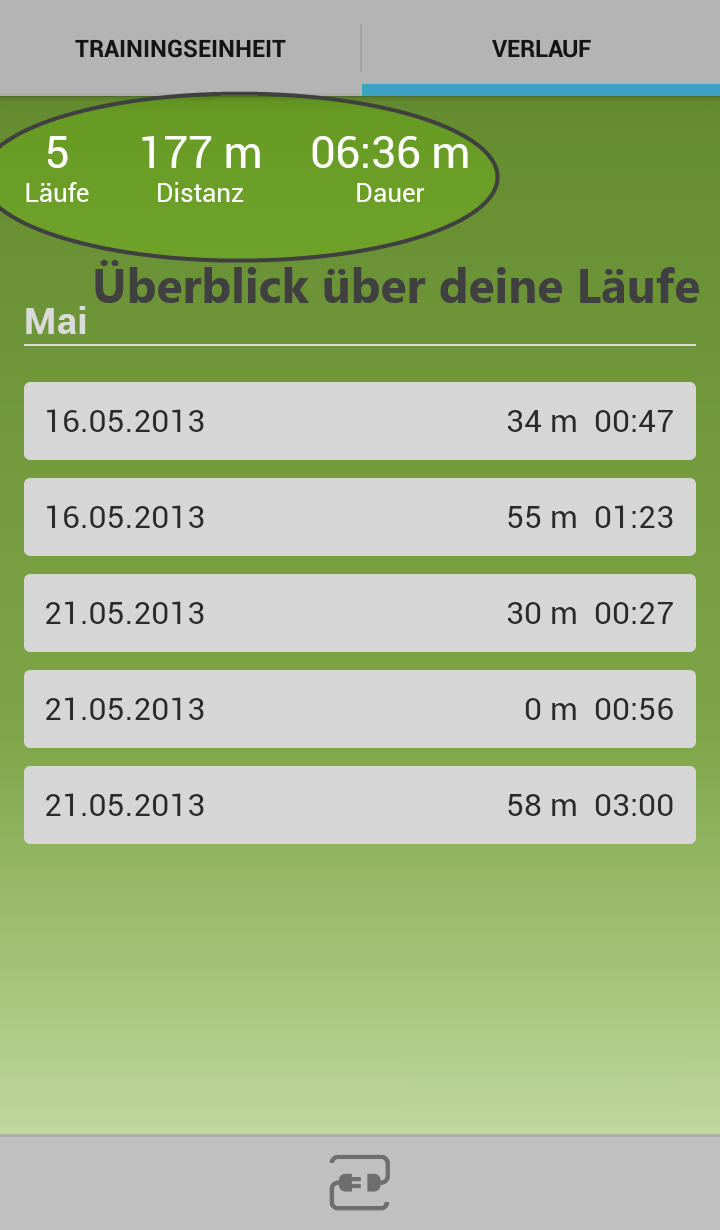 TRAININGSEINHEIT VERLAUF
5 177 m 06:36 m
Läufe Distanz Dauer
Überblick über deine Läufe
Mai
16.05.2013 34 m 00:47
16.05.2013 55 m 01:23
21.05.2013 30 m 00:27
21.05.2013 0 m 00:56
21.05.2013 58 m 03:00